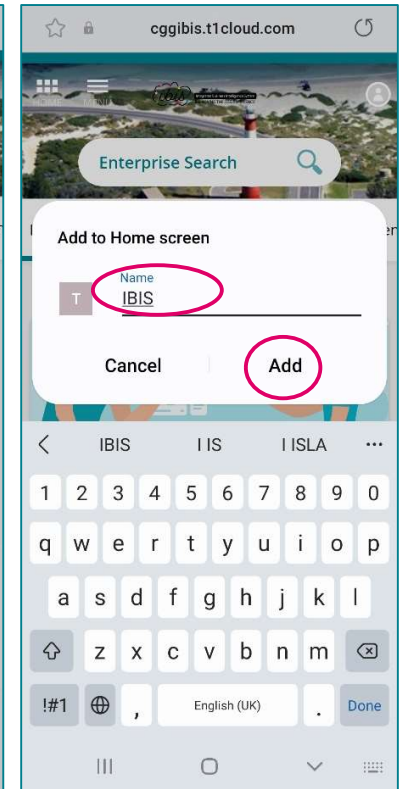 cggibis.t1cloud.com
Enterprise Search
Add to Home screen
T
Name
IBIS
Cancel
Add
IBIS
I IS
I ISLA
1 2 3 4 5 6 7 8 9 0
q w e r t y u i o p
a s d f g h j k l
z x c v b n m
!#1
,
English (UK)
.
Done